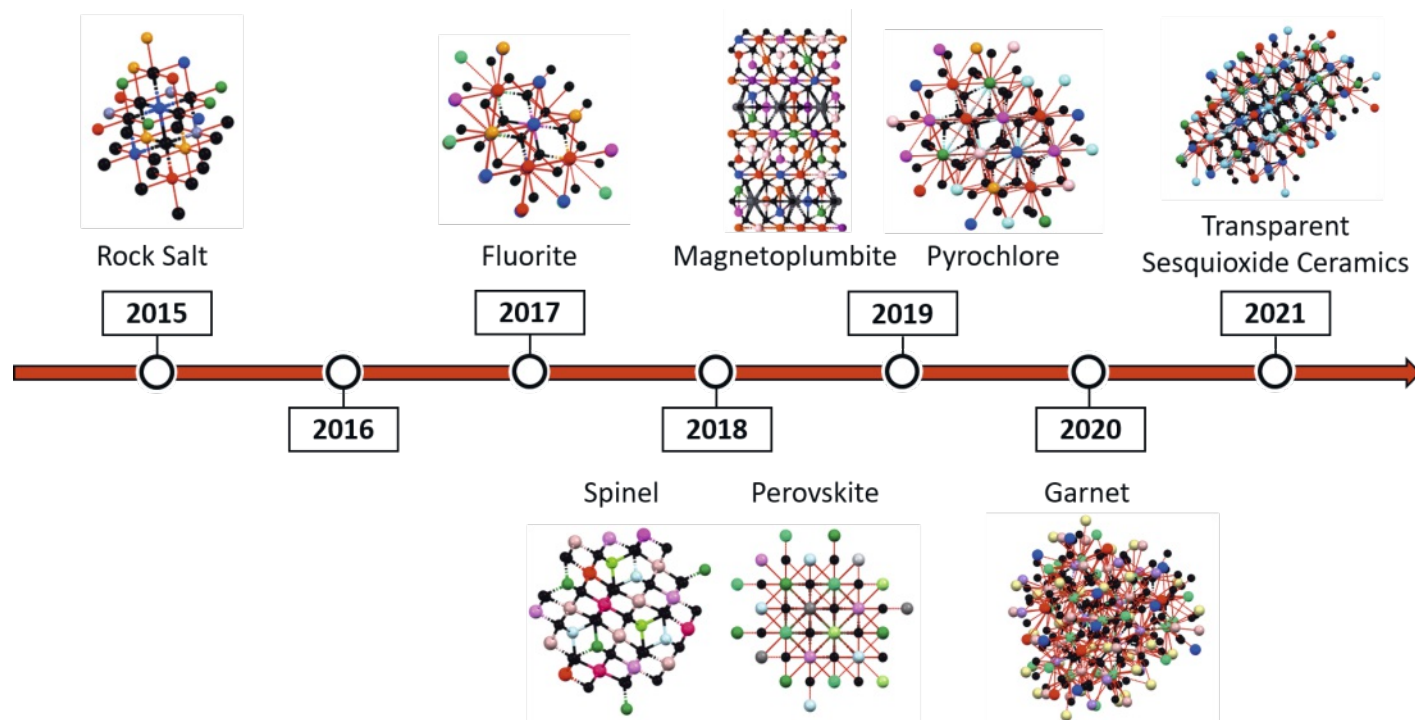 Rock Salt
Fluorite
Magnetoplumbite
Pyrochlore
Transparent
Sesquioxide Ceramics
2015
2017
2019
2021
2016
2018
2020
Spinel
Perovskite
Garnet